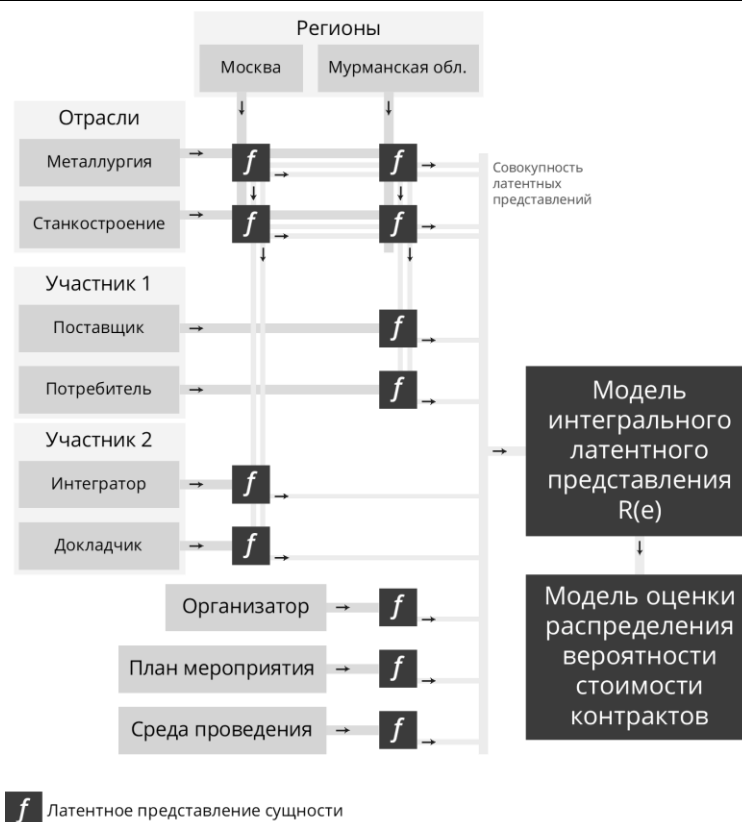 Регионы
Москва
Мурманская обл.
Отрасли
Металлургия
f
f
Совокупность
латентных
представлений
Станкостроение
f
f
Участник 1
Поставщик
f
Потребитель
f
Модель
интегрального
латентного
представления
R(e)
Участник 2
Интегратор
f
Докладчик
f
Организатор
f
Модель оценки
распределения
вероятности
стоимости
контрактов
План мероприятия
f
Среда проведения
f
f Латентное представление сущности